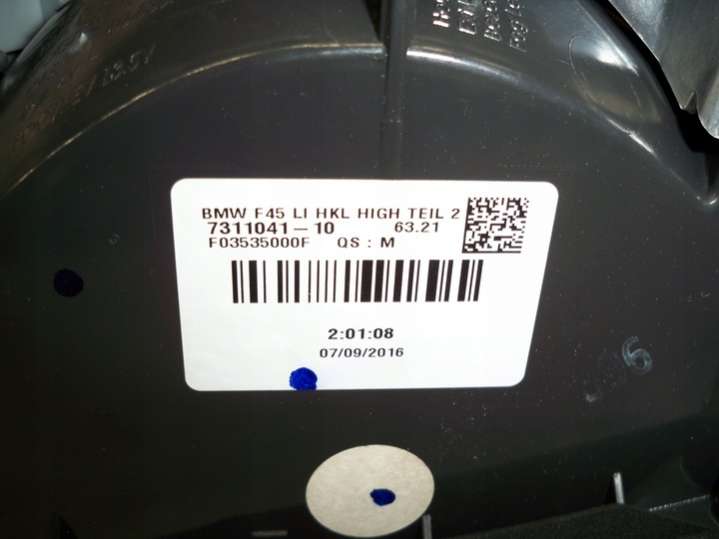 BMW F45 LI HKL HIGH TEIL 2
7311041-10 63.21
F03535000F QS : M
2:01:08
07/09/2016